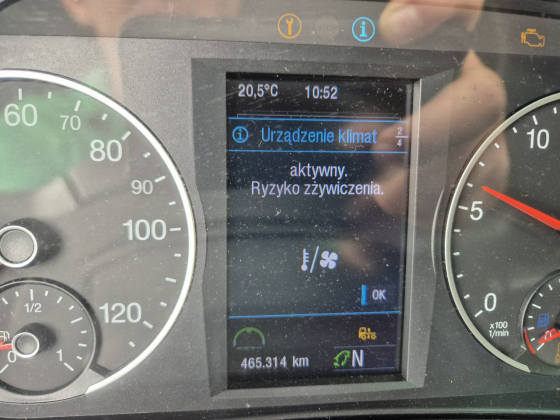 20,5°C 10:52
Urządzenie klimat 2/4
aktywny.
Ryzyko zżywiczenia.
OK
465.314 km N
60
70
80
90
100
120
1/2
0 1
10
5
0
x100
1/min
0